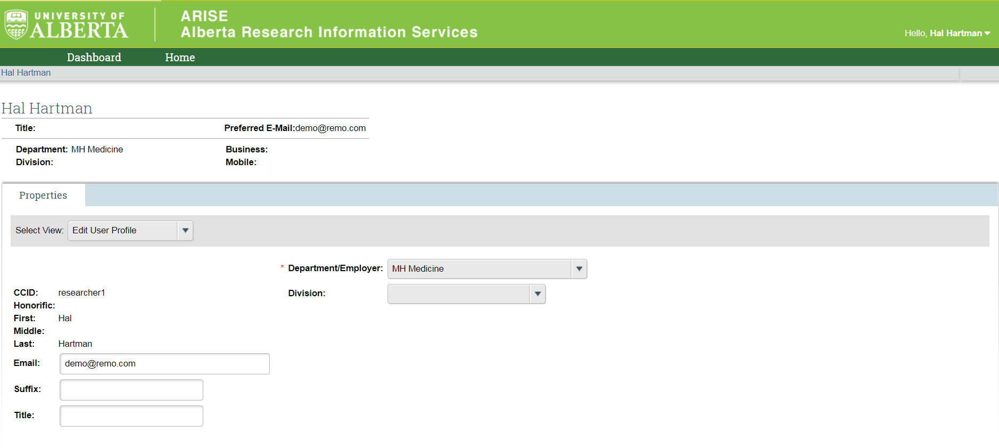 UNIVERSITY OF
ALBERTA
ARISE
Alberta Research Information Services
Hello, Hal Hartman
Dashboard Home
Hal Hartman
Hal Hartman
Title: Preferred E-Mail:demo@remo.com
Department: MH Medicine Business:
Division: Mobile:
Properties
Select View: Edit User Profile
* Department/Employer: MH Medicine
Division:
CCID: researcher1
Honorific:
First: Hal
Middle:
Last: Hartman
Email: demo@remo.com
Suffix:
Title: